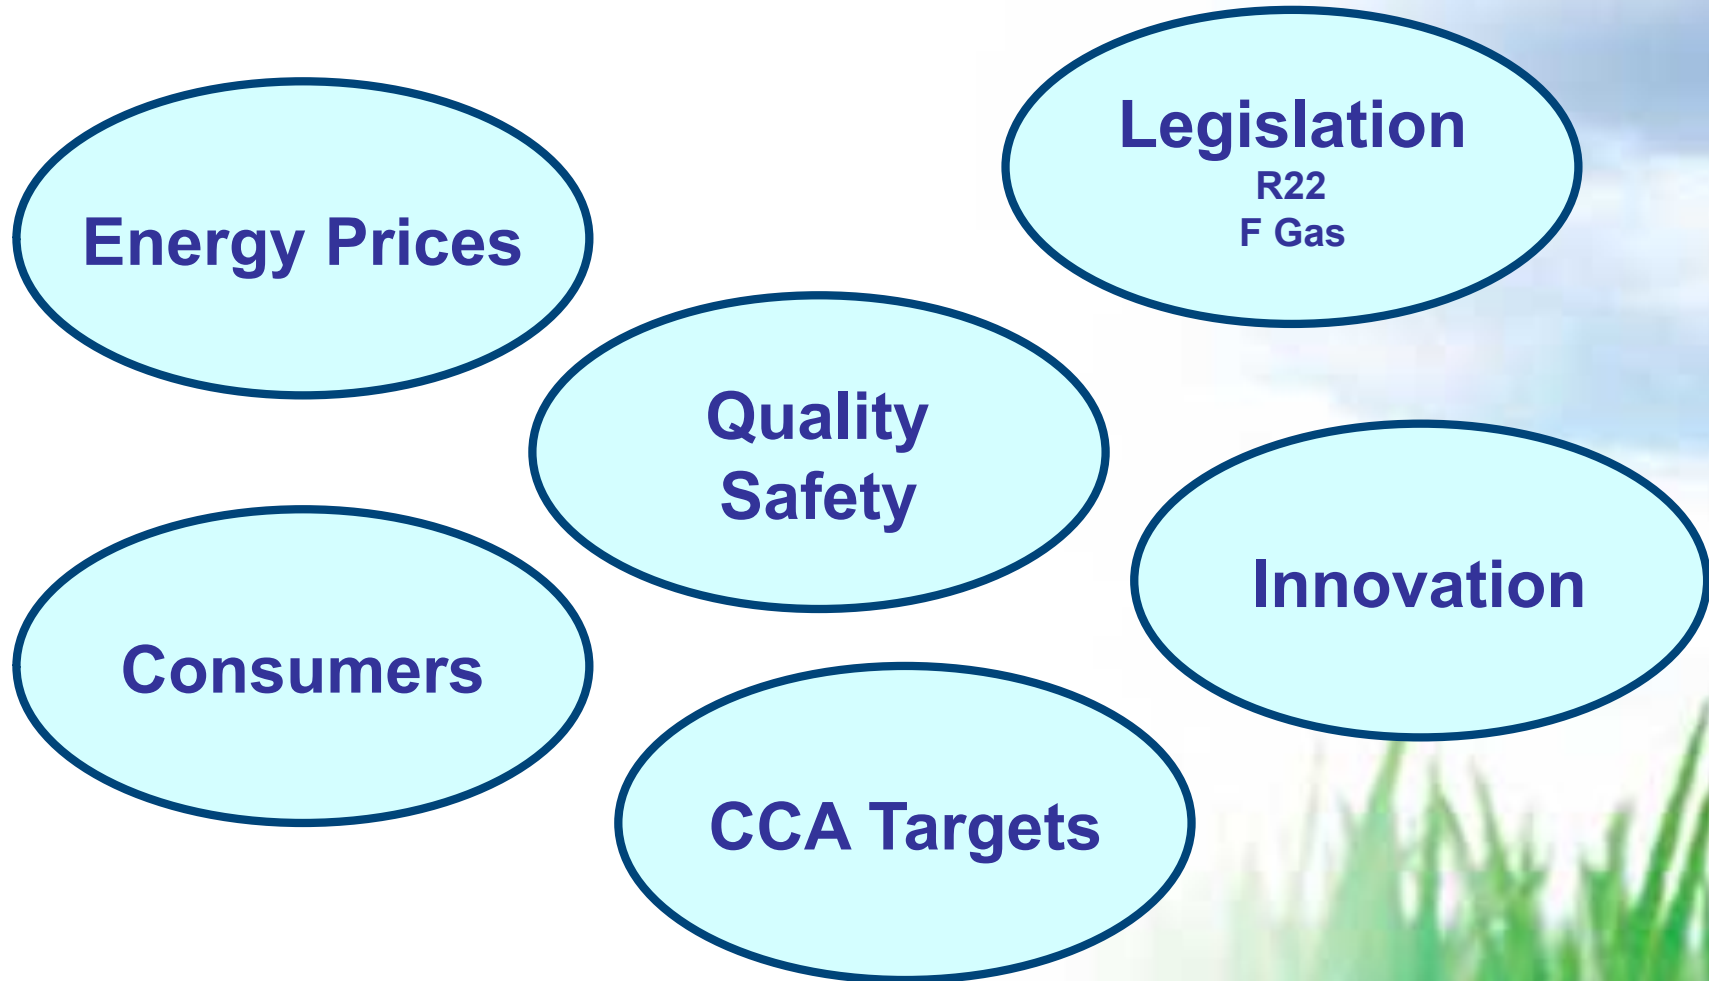 Legislation
R22
F Gas
Energy Prices
Quality
Safety
Innovation
Consumers
CCA Targets